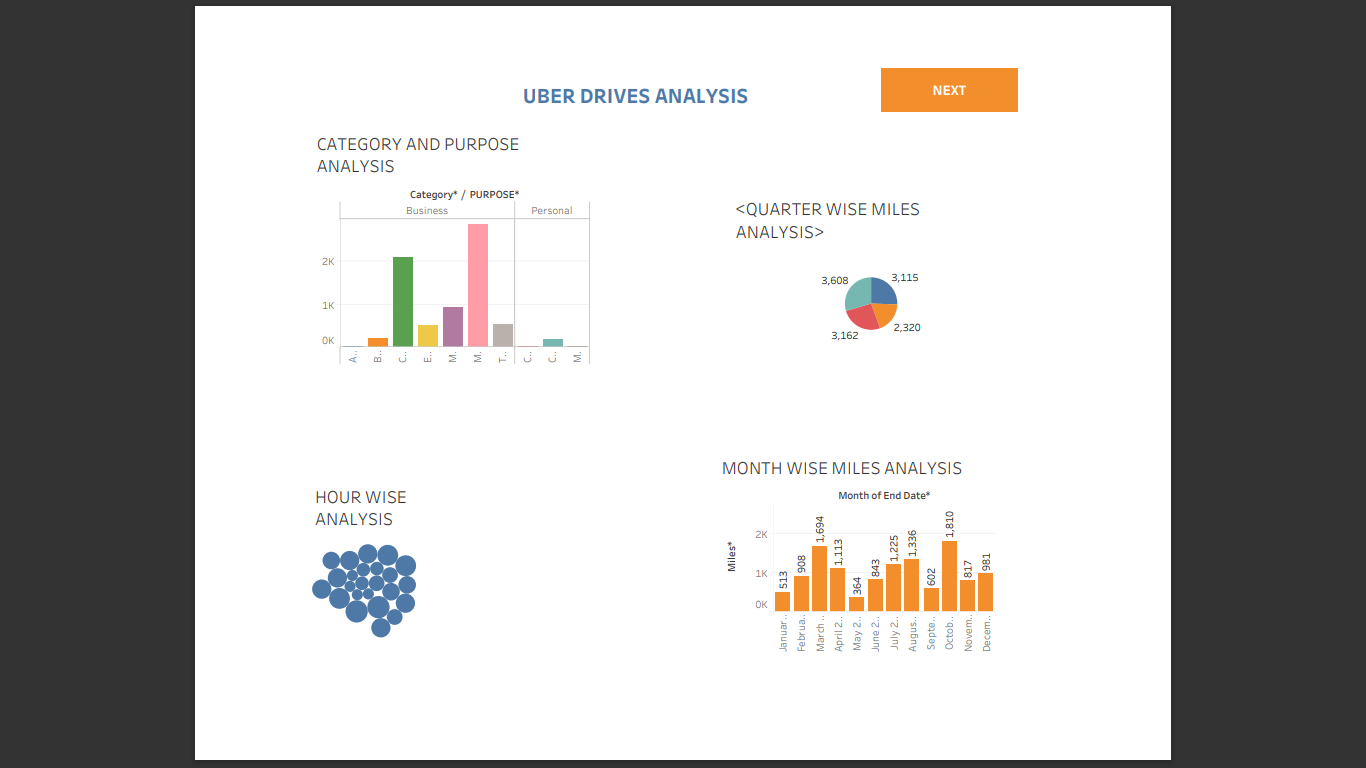 UBER DRIVES ANALYSIS
NEXT
CATEGORY AND PURPOSE
ANALYSIS
Category* / PURPOSE*
Business
Personal
2K
1K
0K
A..
B..
C..
E..
M.
M.
T..
C..
C..
M.
<QUARTER WISE MILES
ANALYSIS>
3,608
3,115
3,162
2,320
HOUR WISE
ANALYSIS
MONTH WISE MILES ANALYSIS
Month of End Date*
Miles*
2K
1K
0K
513
908
1,694
1,113
364
843
1,225
1,336
602
1,810
817
981
Januar..
Februa..
March ..
April 2..
May 2..
June 2..
July 2..
Augus..
Septe..
Octob..
Novem..
Decem..